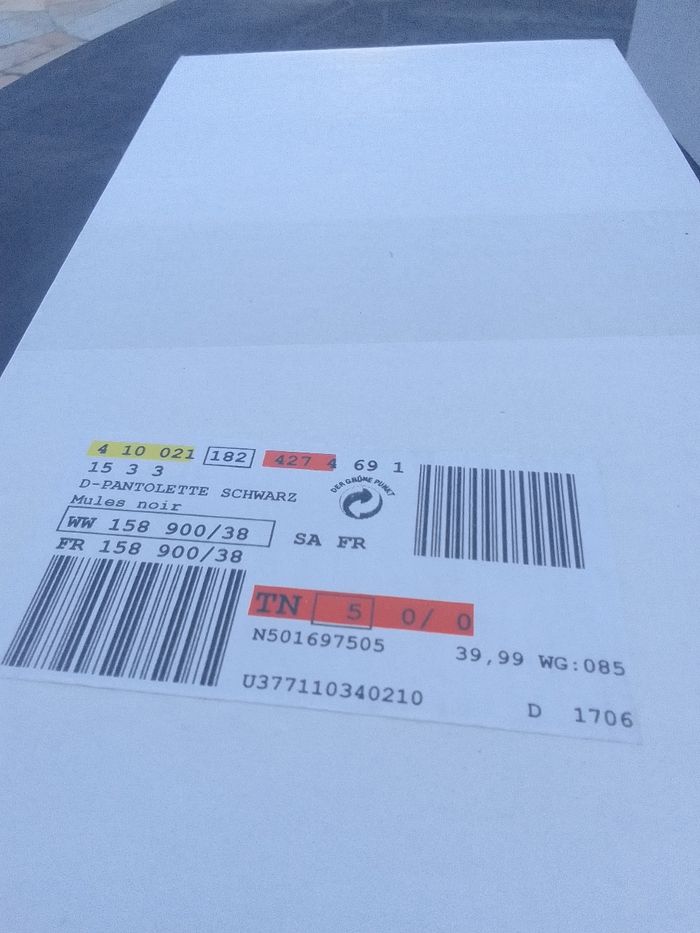 4 10 021 182 427 4 69 1
15 3 3
D-PANTOLETTE SCHWARZ
Mules noir
DER GRÜNE PUNKT
WW 158 900/38 SA FR
FR 158 900/38
TN 5 0/ 0
N501697505 39,99 WG:085
U377110340210 D 1706